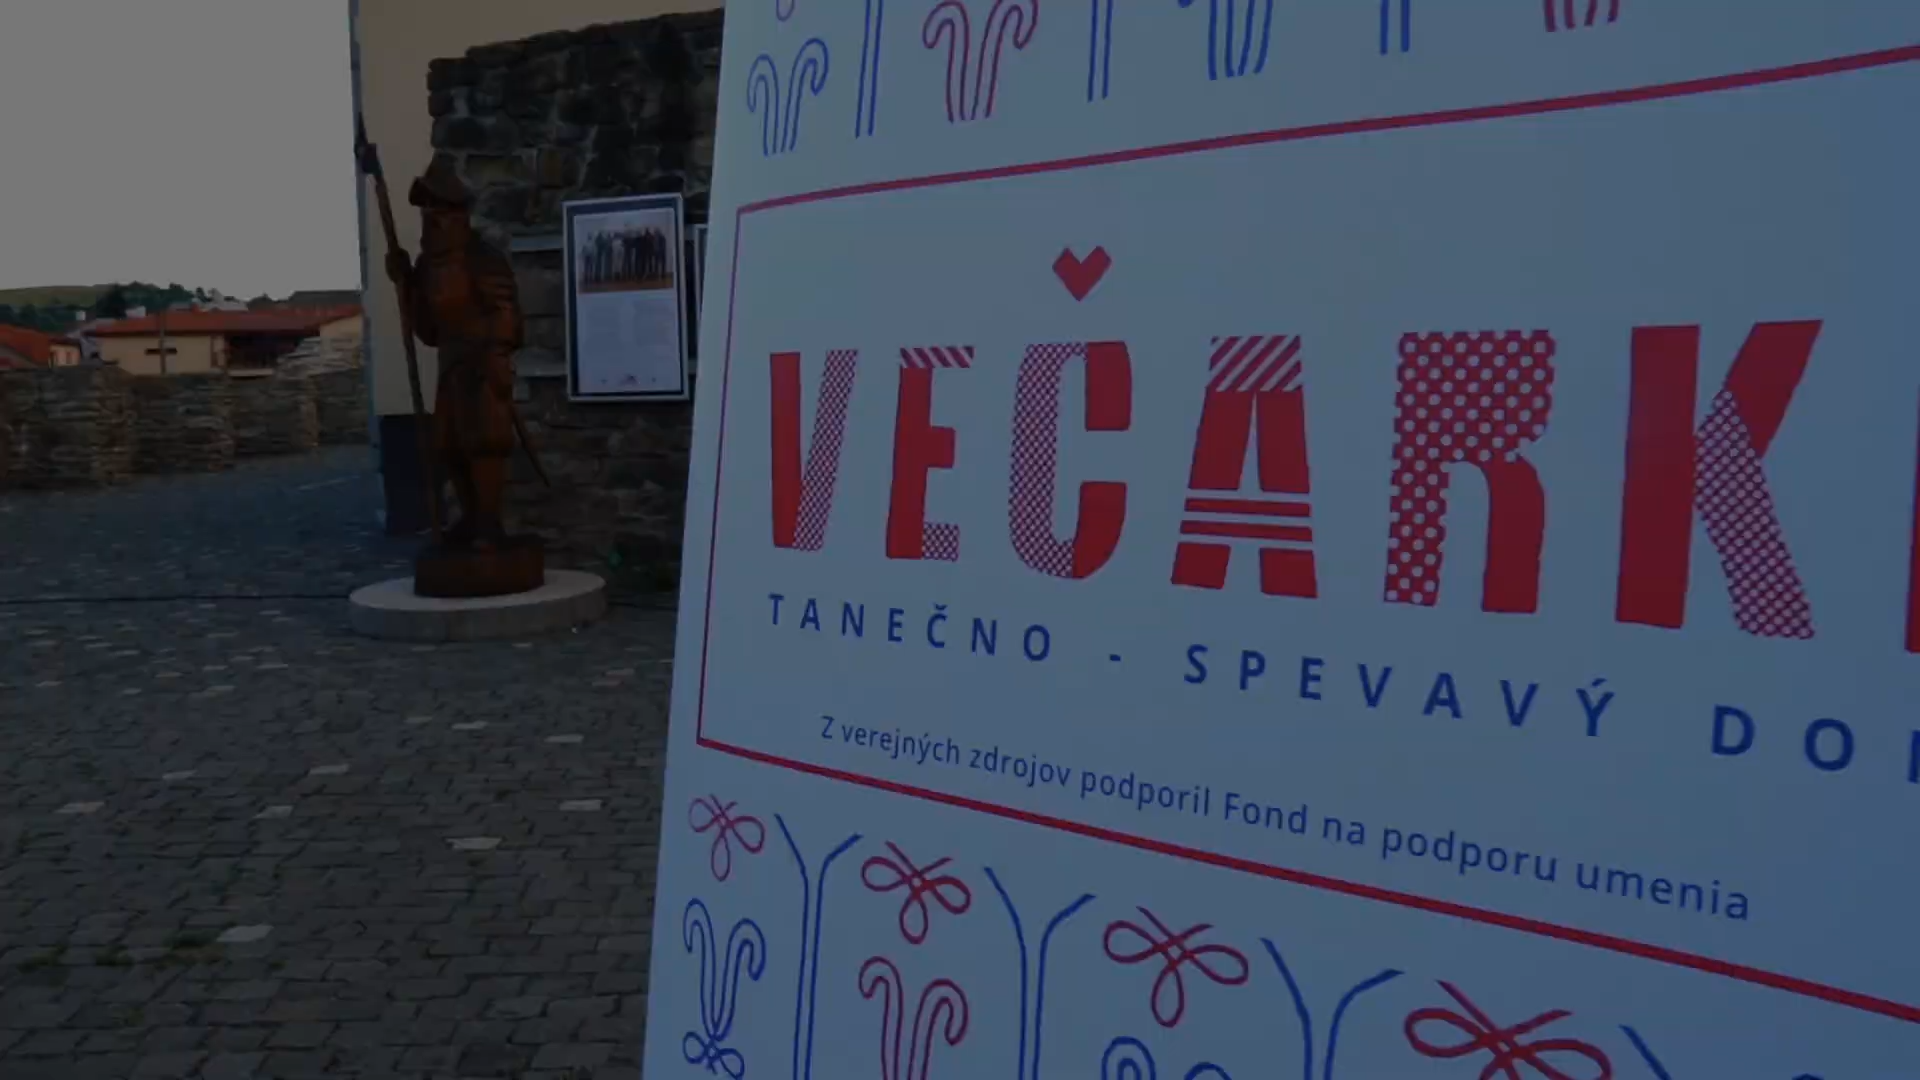 VEČARK
TANEČNO - SPEVAVÝ DO
Z verejných zdrojov podporil Fond na podporu umenia